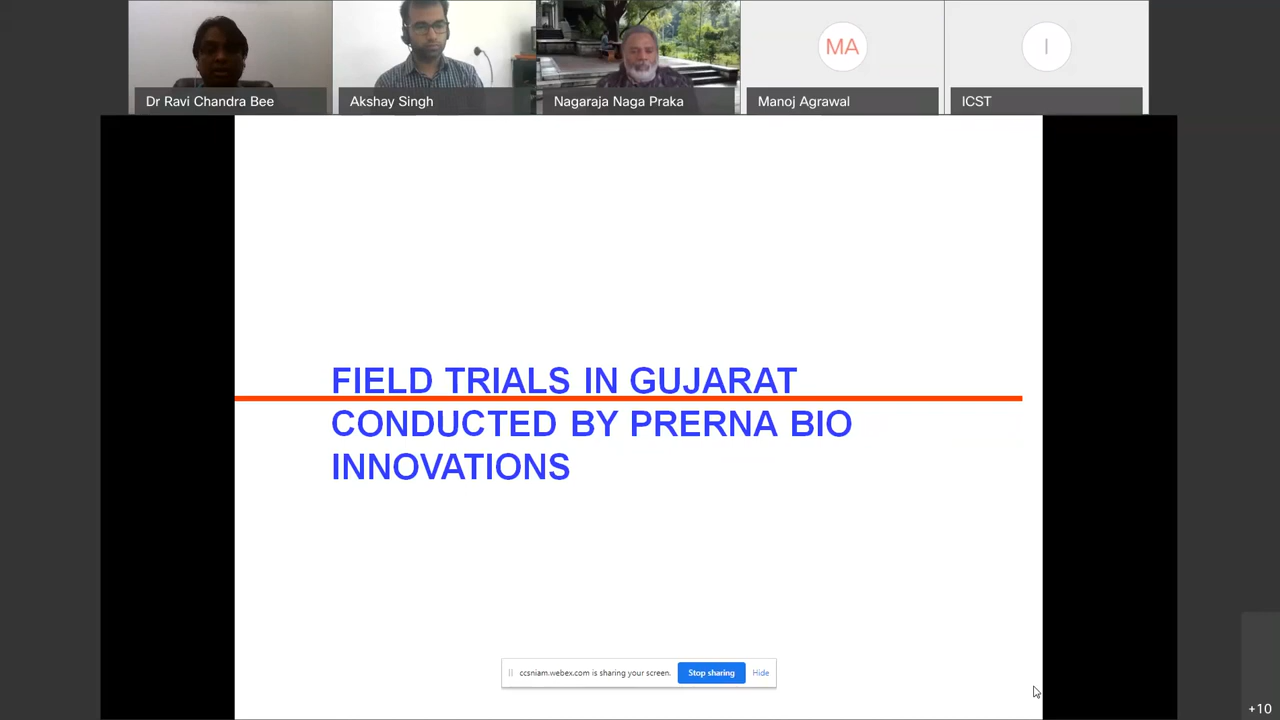 MA
I
Dr Ravi Chandra Bee
Akshay Singh
Nagaraja Naga Praka
Manoj Agrawal
ICST
FIELD TRIALS IN GUJARAT
CONDUCTED BY PRERNA BIO
INNOVATIONS
ccsniam.webex.com is sharing your screen.
Stop sharing
Hide
+10